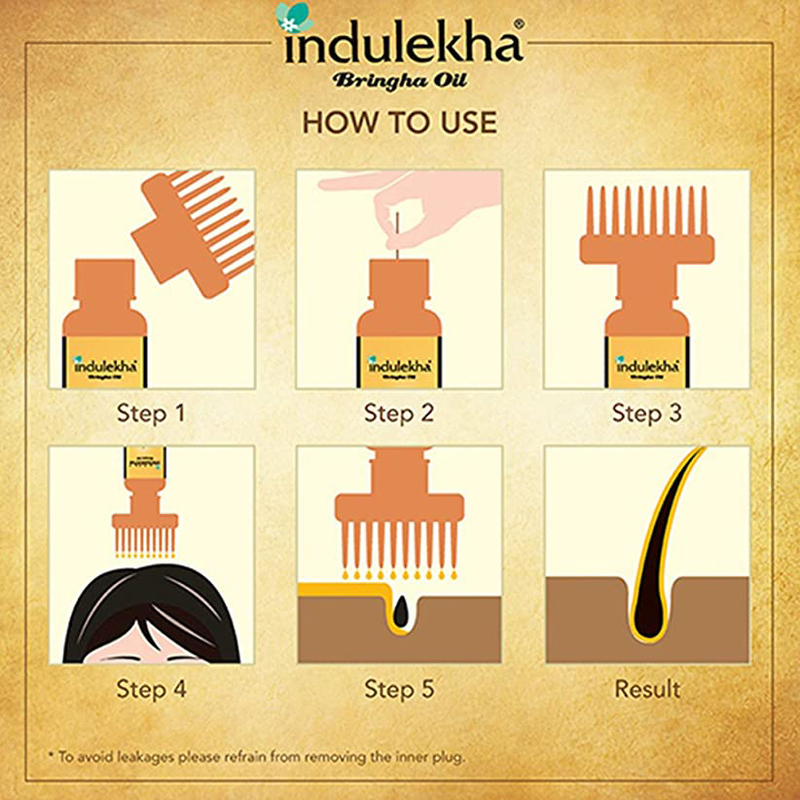 indulekha®
Bringha Oil
HOW TO USE
indulekha
Bringha Oil
indulekha
Bringha Oil
indulekha
Bringha Oil
Step 1
Step 2
Step 3
indulekha
Step 4
Step 5
Result
* To avoid leakages please refrain from removing the inner plug.